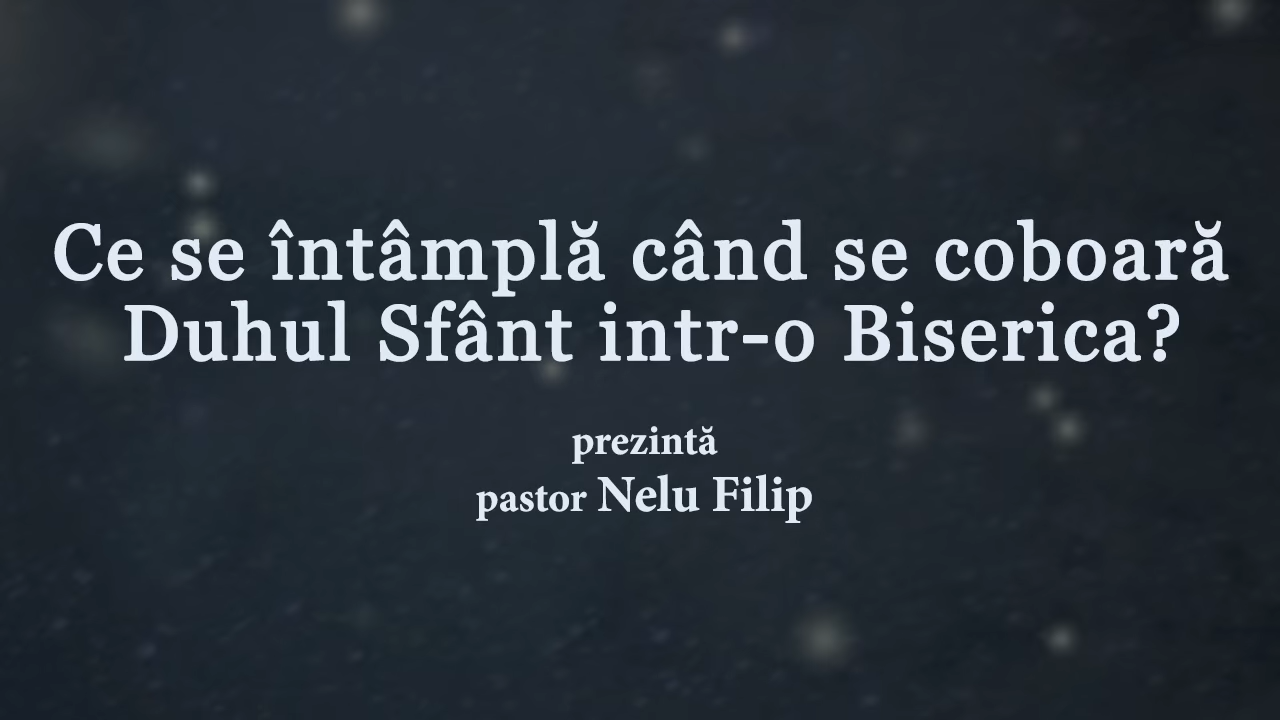 Ce se întâmplă când se coboară
Duhul Sfânt intr-o Biserica?
prezintă
pastor Nelu Filip